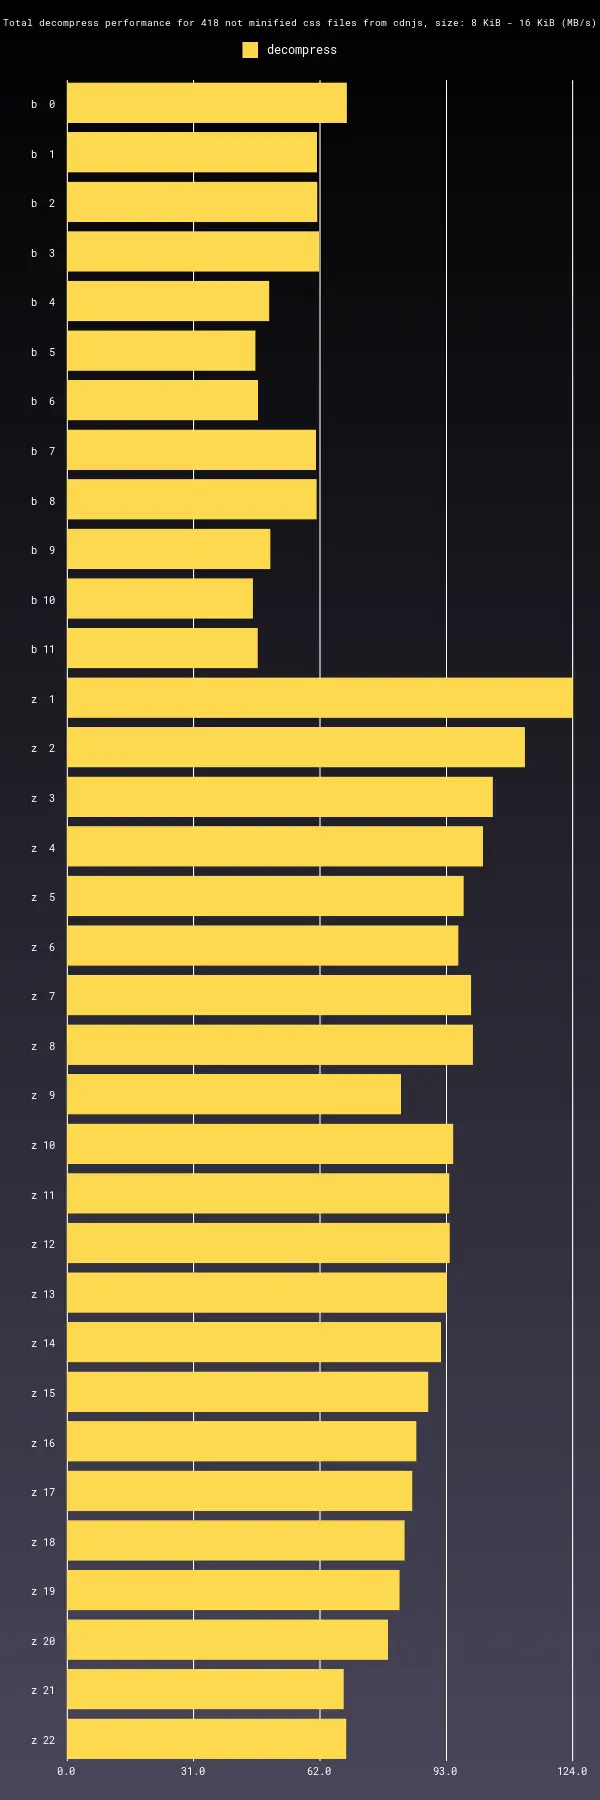 Total decompress performance for 418 not minified css files from cdnjs, size: 8 KiB - 16 KiB (MB/s)
decompress
b 0
b 1
b 2
b 3
b 4
b 5
b 6
b 7
b 8
b 9
b 10
b 11
z 1
z 2
z 3
z 4
z 5
z 6
z 7
z 8
z 9
z 10
z 11
z 12
z 13
z 14
z 15
z 16
z 17
z 18
z 19
z 20
z 21
z 22
0.0 31.0 62.0 93.0 124.0